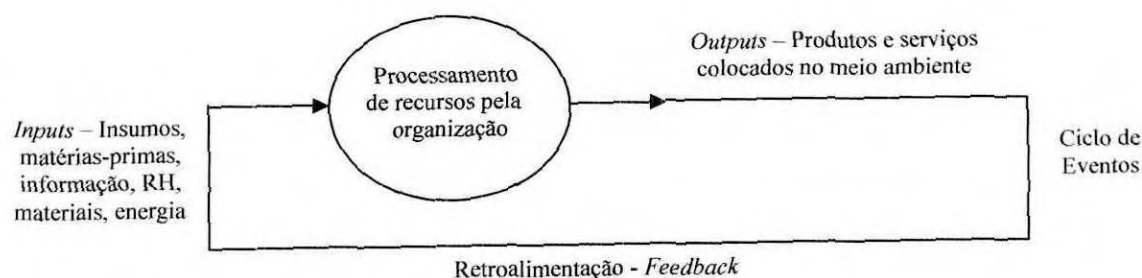 Inputs – Insumos,
matérias-primas,
informação, RH,
materiais, energia
Processamento
de recursos pela
organização
Outputs – Produtos e serviços
colocados no meio ambiente
Ciclo de
Eventos
Retroalimentação - Feedback